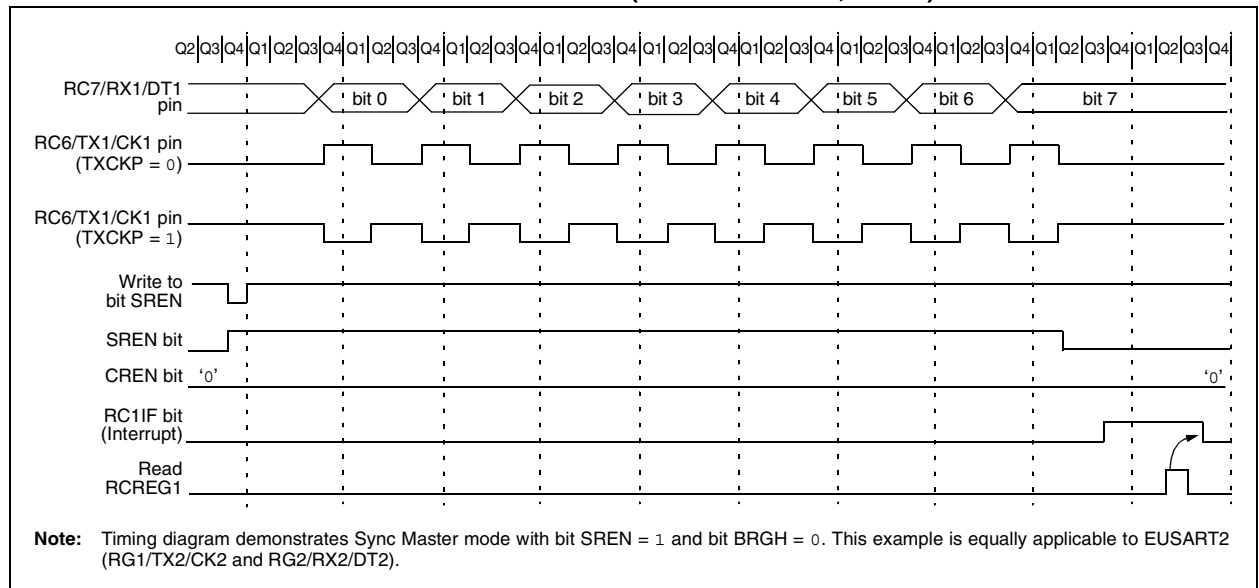 Q2 Q3 Q4 Q1 Q2 Q3 Q4 Q1 Q2 Q3 Q4 Q1 Q2 Q3 Q4 Q1 Q2 Q3 Q4 Q1 Q2 Q3 Q4 Q1 Q2 Q3 Q4 Q1 Q2 Q3 Q4 Q1 Q2 Q3 Q4 Q1 Q2 Q3 Q4 Q1 Q2 Q3 Q4
RC7/RX1/DT1
pin
bit 0 bit 1 bit 2 bit 3 bit 4 bit 5 bit 6 bit 7
RC6/TX1/CK1 pin
(TXCKP = 0)
RC6/TX1/CK1 pin
(TXCKP = 1)
Write to
bit SREN
SREN bit
CREN bit '0' '0'
RC1IF bit
(Interrupt)
Read
RCREG1
Note: Timing diagram demonstrates Sync Master mode with bit SREN = 1 and bit BRGH = 0. This example is equally applicable to EUSART2
(RG1/TX2/CK2 and RG2/RX2/DT2).